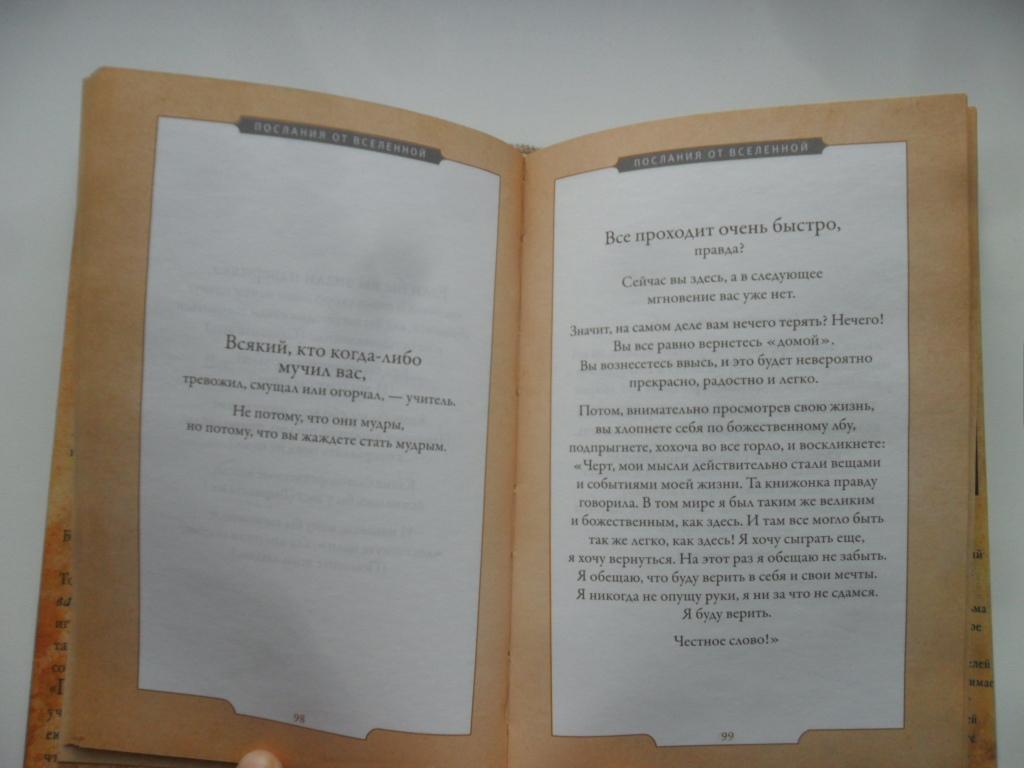 ПОСЛАНИЯ ОТ ВСЕЛЕННОЙ
Всякий, кто когда-либо
мучил вас,
тревожил, смущал или огорчал, — учитель.
Не потому, что они мудры,
но потому, что вы жаждете стать мудрым.
98
ПОСЛАНИЯ ОТ ВСЕЛЕННОЙ
Все проходит очень быстро,
правда?
Сейчас вы здесь, а в следующее
мгновение вас уже нет.
Значит, на самом деле вам нечего терять? Нечего!
Вы все равно вернетесь «домой».
Вы вознесетесь ввысь, и это будет невероятно
прекрасно, радостно и легко.
Потом, внимательно просмотрев свою жизнь,
вы хлопнете себя по божественному лбу,
подпрыгнете, хохоча во все горло, и воскликнете:
«Черт, мои мысли действительно стали вещами
и событиями моей жизни. Та книжонка правду
говорила. В том мире я был таким же великим
и божественным, как здесь. И там все могло быть
так же легко, как здесь! Я хочу сыграть еще,
я хочу вернуться. На этот раз я обещаю не забыть.
Я обещаю, что буду верить в себя и свои мечты.
Я никогда не опущу руки, я ни за что не сдамся.
Я буду верить.
Честное слово!»
99